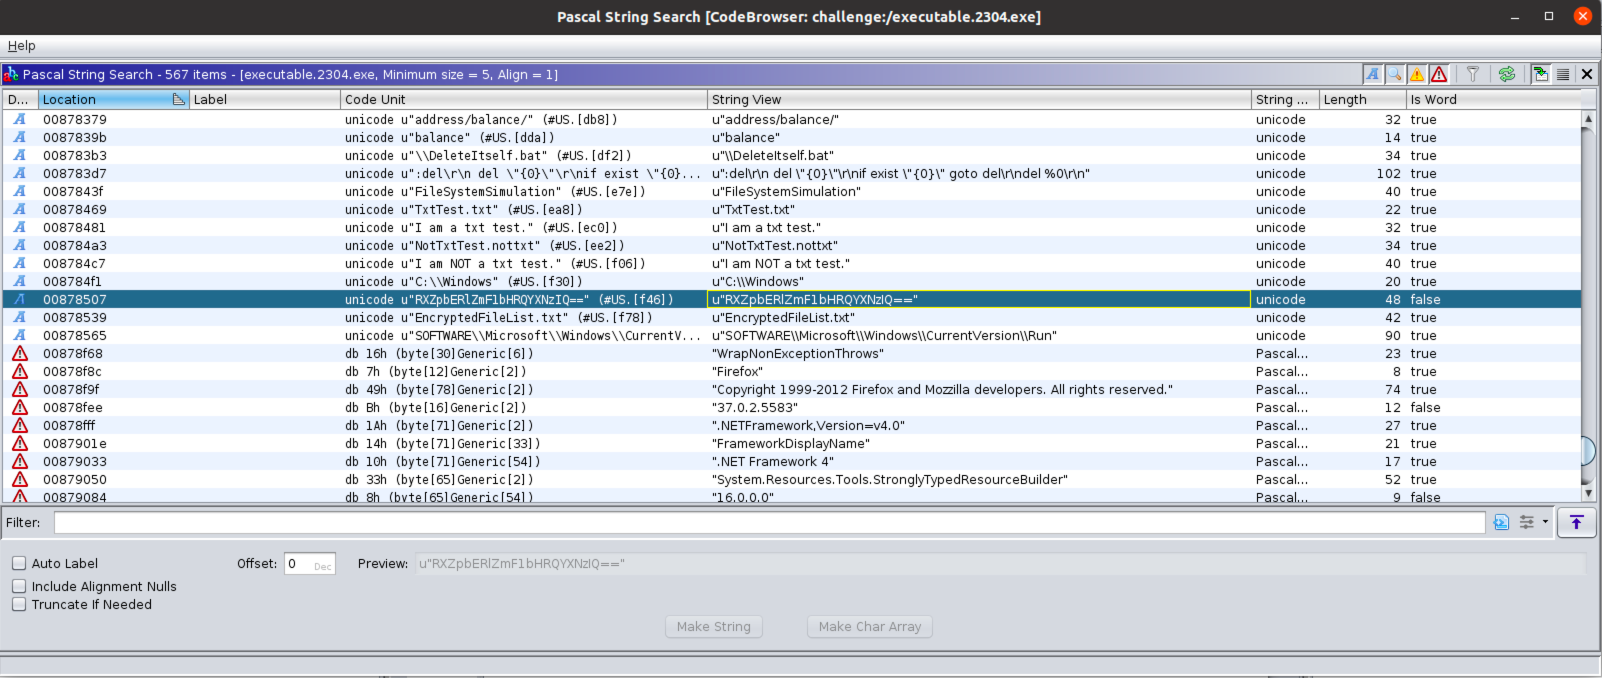 Pascal String Search [CodeBrowser: challenge:/executable.2304.exe]
Help
Pascal String Search - 567 items - [executable.2304.exe, Minimum size = 5, Align = 1]
D... Location Label Code Unit String View String ... Length Is Word
00878379 unicode u"address/balance/" (#US.[db8]) u"address/balance/" unicode 32 true
0087839b unicode u"balance" (#US.[dda]) u"balance" unicode 14 true
008783b3 unicode u"\\DeleteItself.bat" (#US.[df2]) u"\\DeleteItself.bat" unicode 34 true
008783d7 unicode u":del\r\n del \"{0}\"\r\nif exist \"{0}... u":del\r\n del \"{0}\"\r\nif exist \"{0}\" goto del\r\ndel %0\r\n" unicode 102 true
0087843f unicode u"FileSystemSimulation" (#US.[e7e]) u"FileSystemSimulation" unicode 40 true
00878469 unicode u"TxtTest.txt" (#US.[ea8]) u"TxtTest.txt" unicode 22 true
00878481 unicode u"I am a txt test." (#US.[ec0]) u"I am a txt test." unicode 32 true
008784a3 unicode u"NotTxtTest.nottxt" (#US.[ee2]) u"NotTxtTest.nottxt" unicode 34 true
008784c7 unicode u"I am NOT a txt test." (#US.[f06]) u"I am NOT a txt test." unicode 40 true
008784f1 unicode u"C:\\Windows" (#US.[f30]) u"C:\\Windows" unicode 20 true
00878507 unicode u"RXZpbERlZmF1bHRQYXNzIQ==" (#US.[f46]) u"RXZpbERlZmF1bHRQYXNzIQ==" unicode 48 false
00878539 unicode u"EncryptedFileList.txt" (#US.[f78]) u"EncryptedFileList.txt" unicode 42 true
00878565 unicode u"SOFTWARE\\Microsoft\\Windows\\CurrentV... u"SOFTWARE\\Microsoft\\Windows\\CurrentVersion\\Run" unicode 90 true
00878f68 db 16h (byte[30]Generic[6]) "WrapNonExceptionThrows" Pascal... 23 true
00878f8c db 7h (byte[12]Generic[2]) "Firefox" Pascal... 8 true
00878f9f db 49h (byte[78]Generic[2]) "Copyright 1999-2012 Firefox and Mozzilla developers. All rights reserved." Pascal... 74 true
00878fee db Bh (byte[16]Generic[2]) "37.0.2.5583" Pascal... 12 false
00878fff db 1Ah (byte[71]Generic[2]) ".NETFramework,Version=v4.0" Pascal... 27 true
0087901e db 14h (byte[71]Generic[33]) "FrameworkDisplayName" Pascal... 21 true
00879033 db 10h (byte[71]Generic[54]) ".NET Framework 4" Pascal... 17 true
00879050 db 33h (byte[65]Generic[2]) "System.Resources.Tools.StronglyTypedResourceBuilder" Pascal... 52 true
00879084 db 8h (byte[65]Generic[54]) "16.0.0.0" Pascal... 9 false
Filter:
Auto Label Offset: 0 Dec Preview: u"RXZpbERlZmF1bHRQYXNzIQ=="
Include Alignment Nulls
Truncate If Needed
Make String Make Char Array